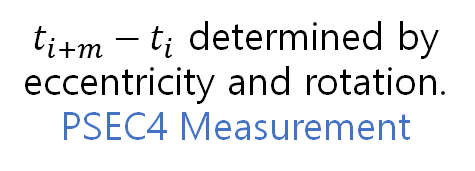 t_{i+m} − t_i determined by
eccentricity and rotation.
PSEC4 Measurement